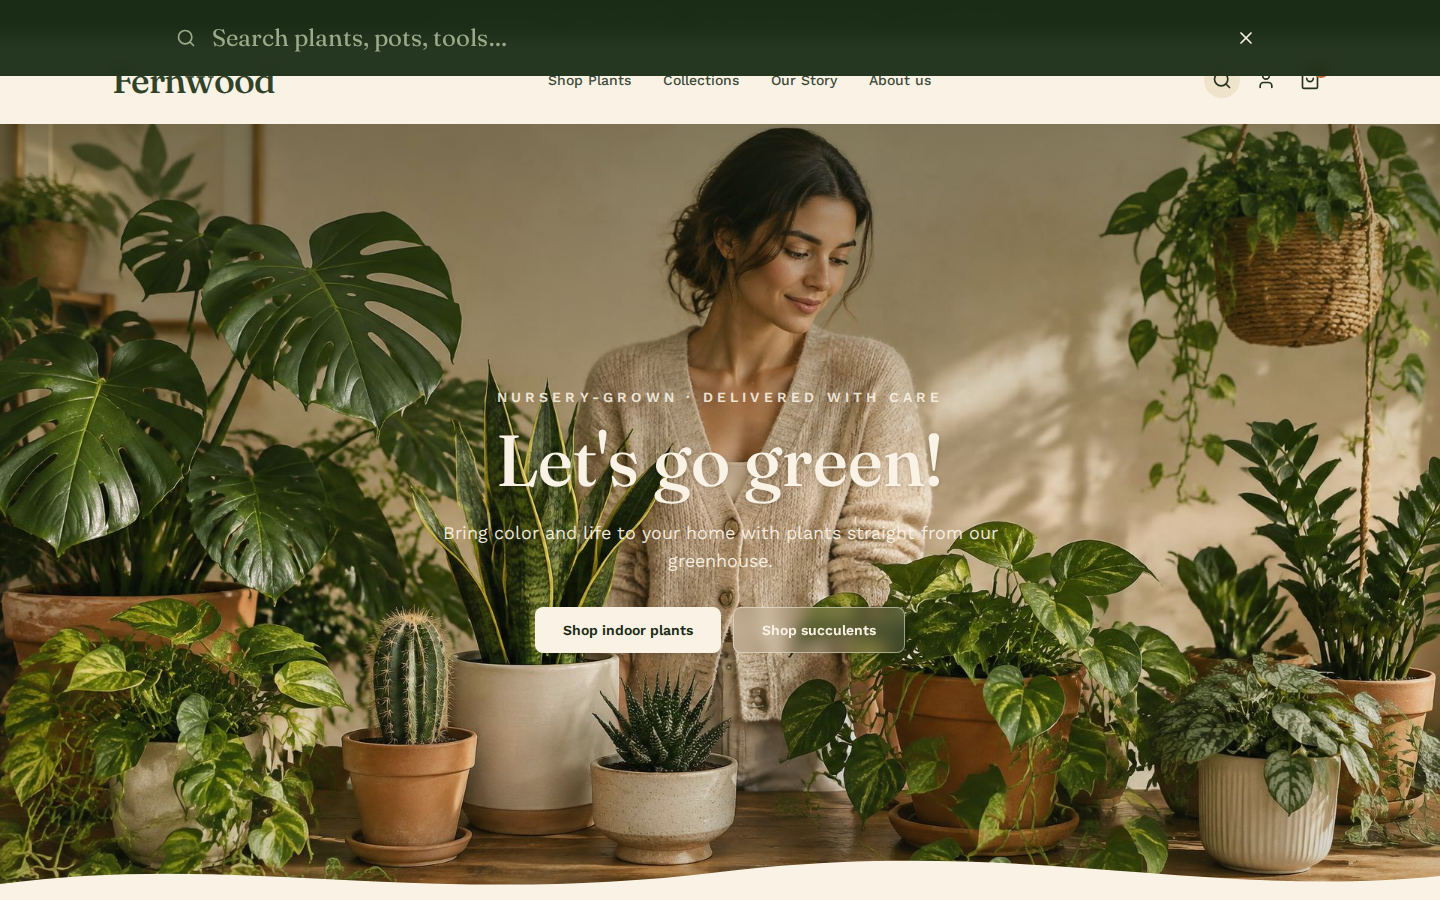 Search plants, pots, tools...
Fernwood
Shop Plants
Collections
Our Story
About us
NURSERY-GROWN · DELIVERED WITH CARE
Let's go green!
Bring color and life to your home with plants straight from our
greenhouse.
Shop indoor plants
Shop succulents